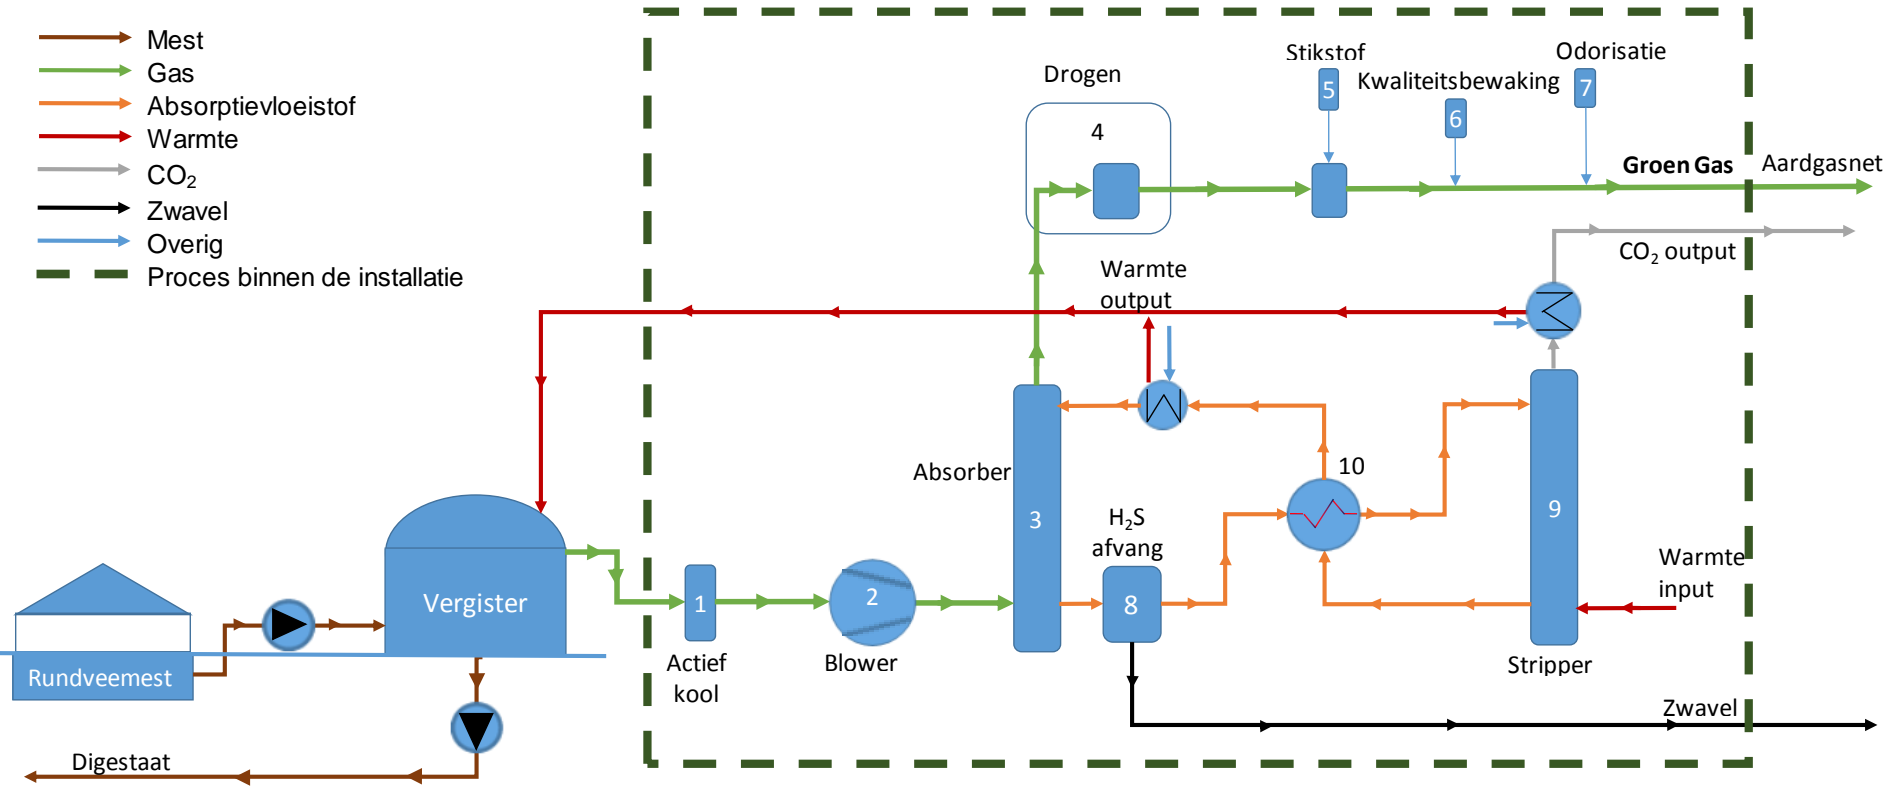 Mest
Gas
Absorptievloeistof
Warmte
CO₂
Zwavel
Overig
Proces binnen de installatie
Stikstof
Odorisatie
Drogen
Kwaliteitsbewaking
5
7
6
4
Groen Gas
Aardgasnet
CO₂ output
Warmte
output
Absorber
10
3
9
H₂S
afvang
Warmte
input
Vergister
1
2
8
Rundveemest
Actief
kool
Blower
Stripper
Zwavel
Digestaat